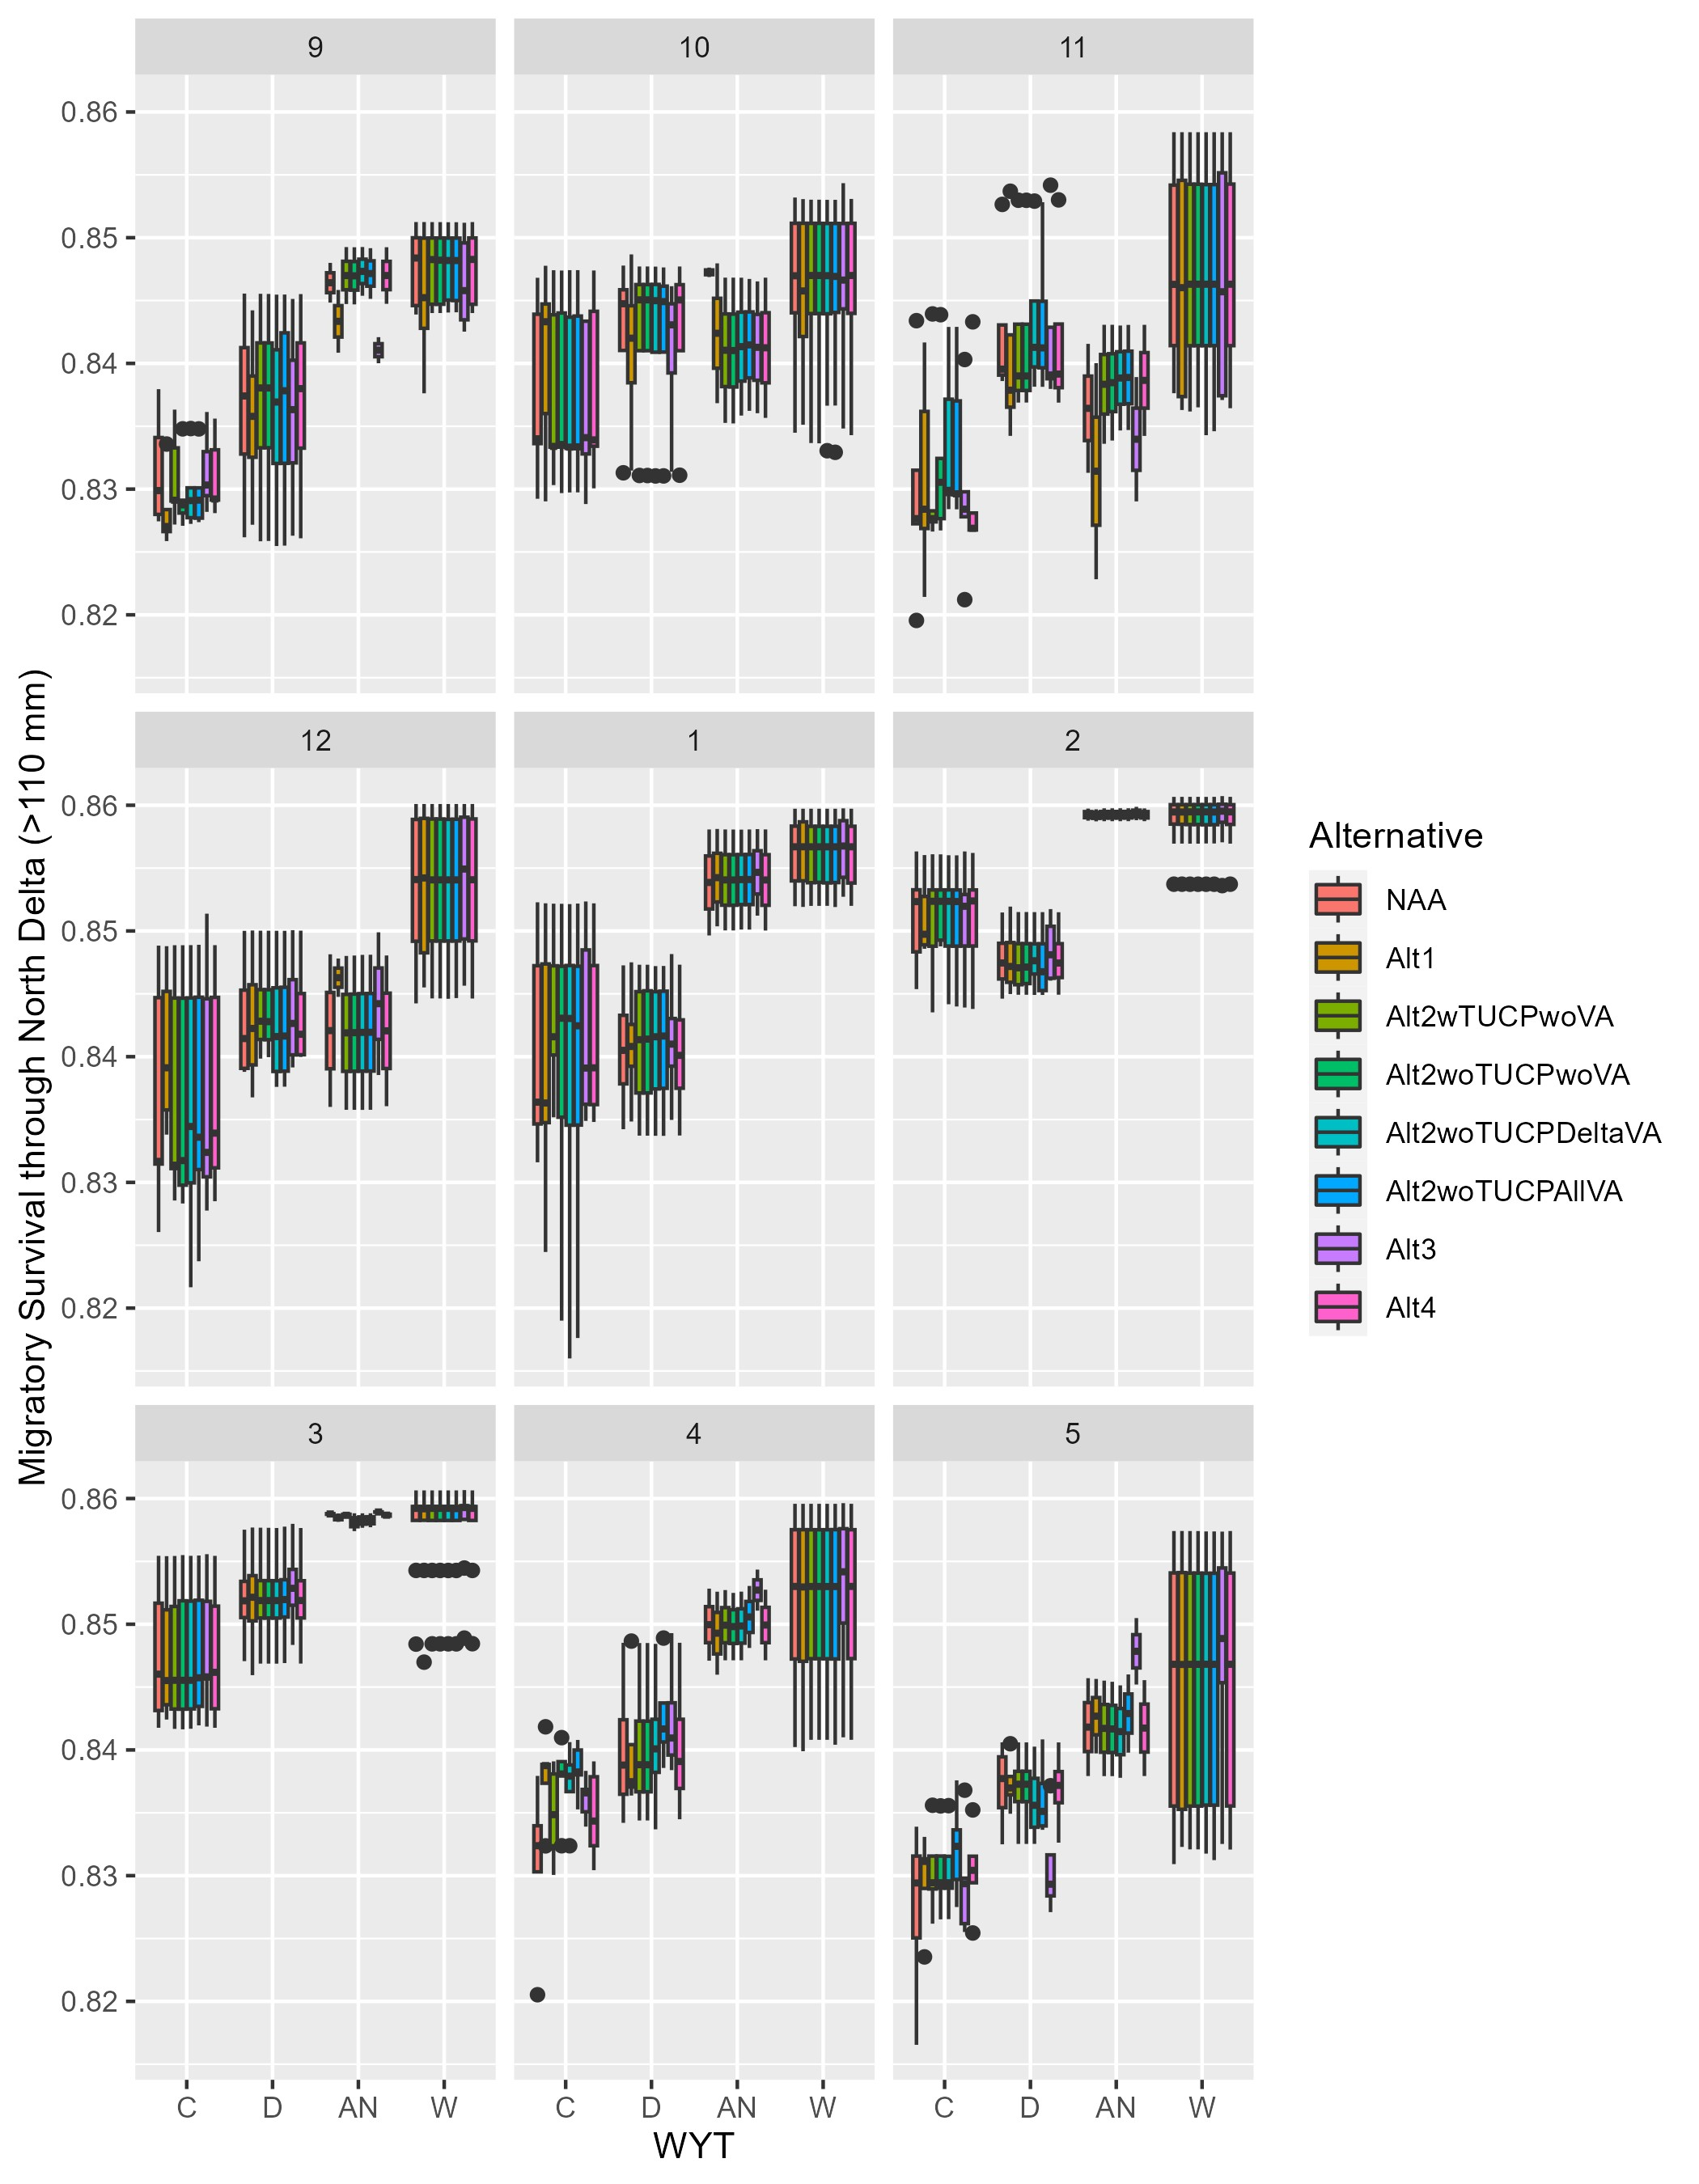 9 10 11
0.86
0.85
0.84
0.83
0.82
12 1 2
0.86
0.85
0.84
0.83
0.82
3 4 5
0.86
0.85
0.84
0.83
0.82
C D AN W C D AN W C D AN W
WYT
Migratory Survival through North Delta (>110 mm)
Alternative
NAA
Alt1
Alt2wTUCPwoVA
Alt2woTUCPwoVA
Alt2woTUCPDeltaVA
Alt2woTUCPAllVA
Alt3
Alt4